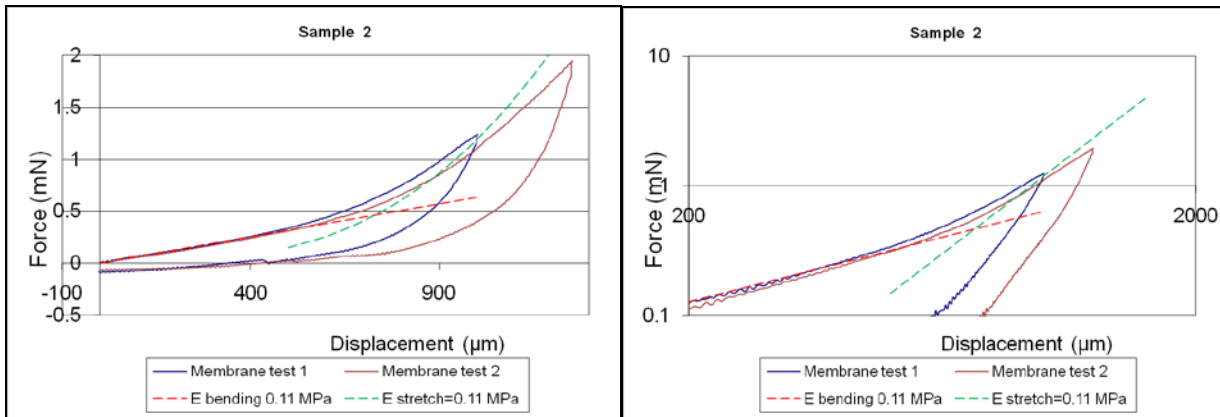 Sample 2
2
1.5
1
0.5
0
-0.5
-100
400
900
Force (mN)
Displacement (µm)
Membrane test 1
Membrane test 2
E bending 0.11 MPa
E stretch=0.11 MPa
Sample 2
10
1
0.1
200
2000
Force (mN)
Displacement (µm)
Membrane test 1
Membrane test 2
E bending 0.11 MPa
E stretch=0.11 MPa